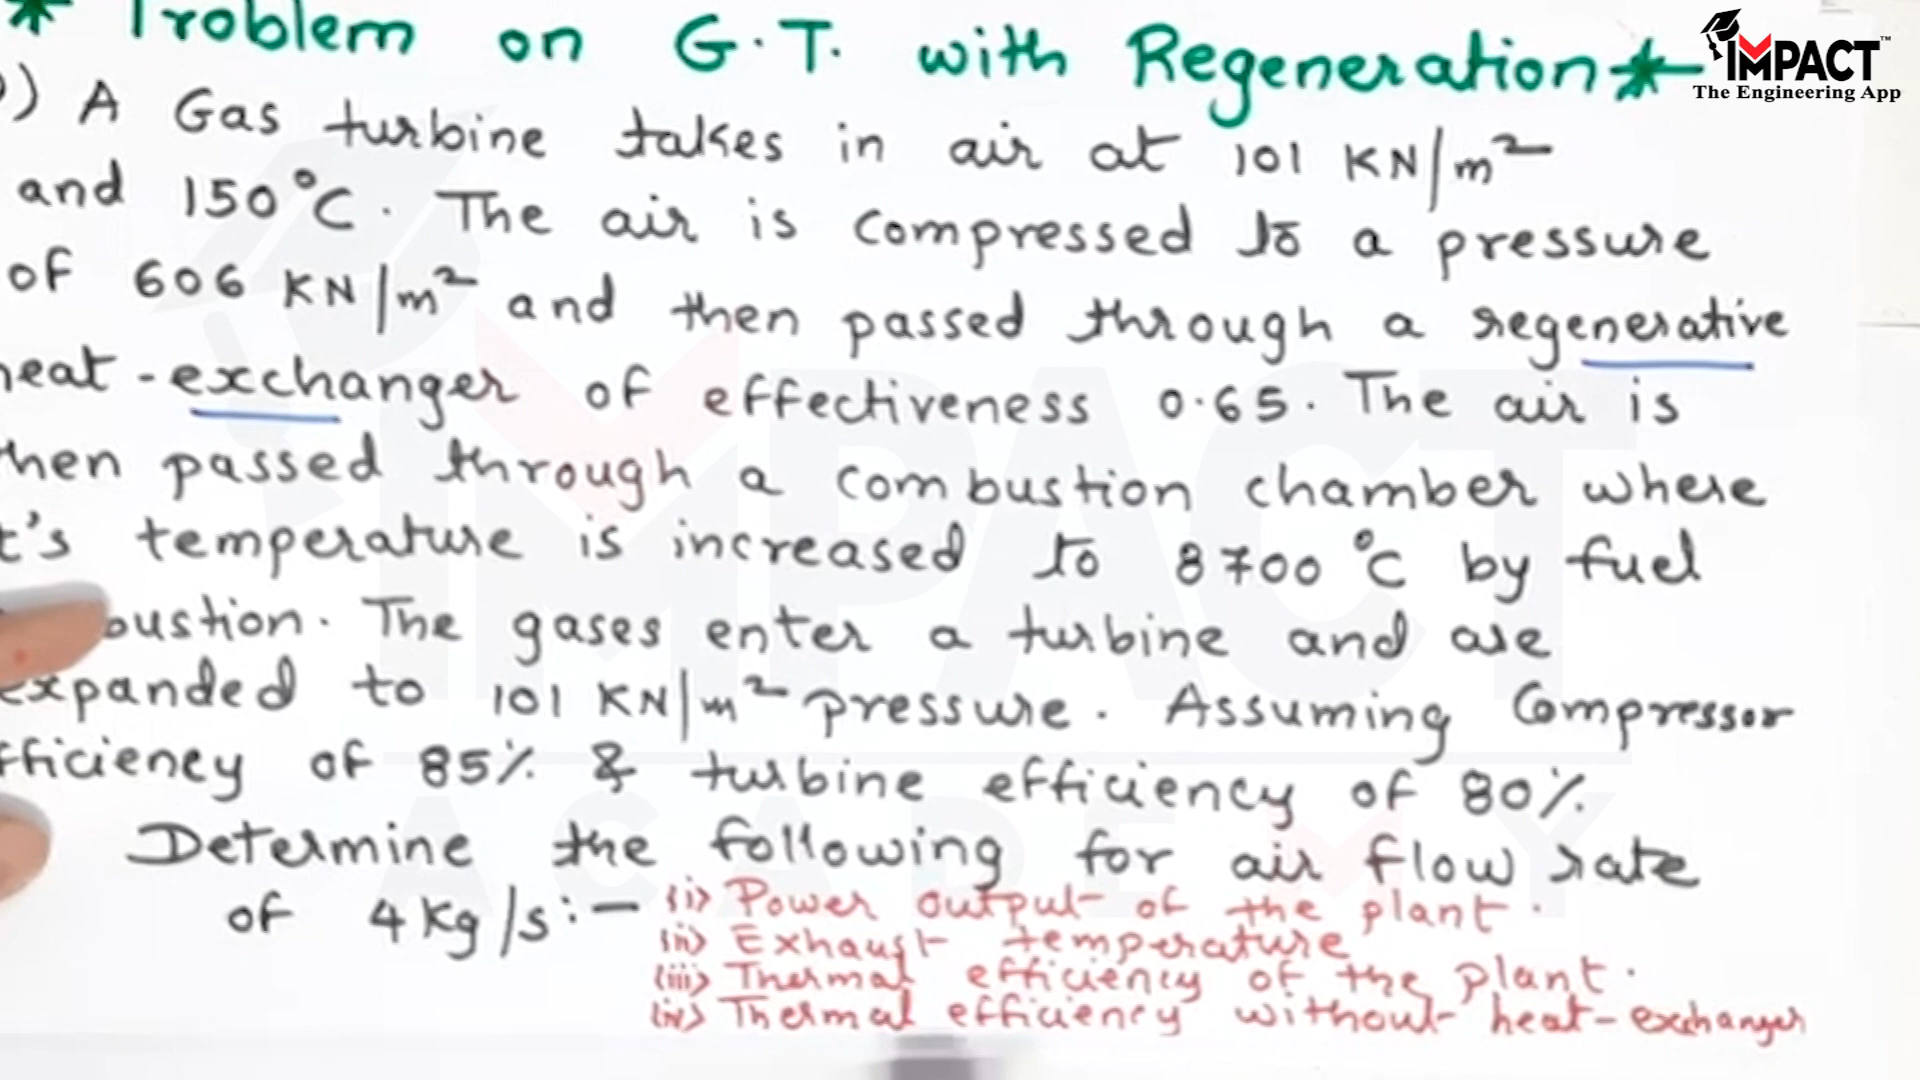 * Problem on G.T. with Regeneration *
IMPACT™
The Engineering App
) A Gas turbine takes in air at 101 KN/m²
and 150°C. The air is compressed to a pressure
of 606 KN/m² and then passed through a regenerative
heat-exchanger of effectiveness 0.65. The air is
then passed through a combustion chamber where
t's temperature is increased to 8700 °C by fuel
bustion. The gases enter a turbine and are
expanded to 101 KN/m² pressure. Assuming Compressor
fficiency of 85% & turbine efficiency of 80%.
Determine the following for air flow rate
of 4 kg/s:- (i) Power output of the plant.
(ii) Exhaust temperature
(iii) Thermal efficiency of the plant.
(iv) Thermal efficiency without heat-exchanger
IMPACT
ACADEMY